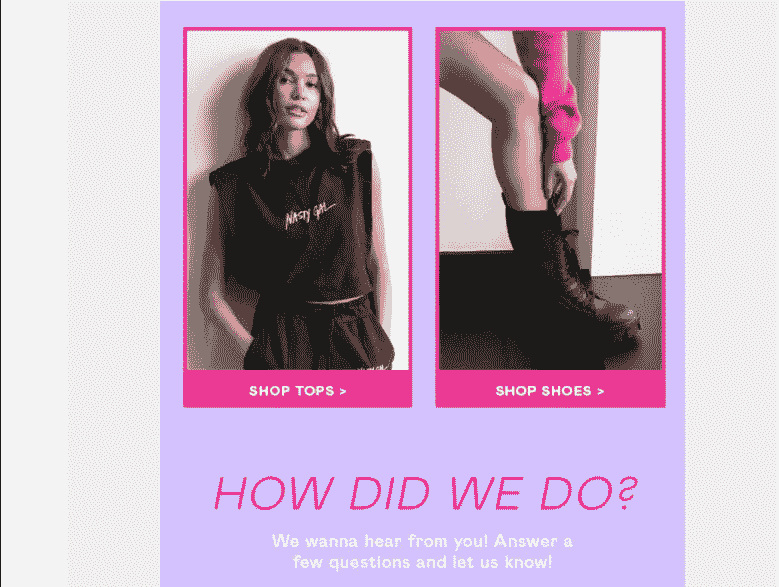 NASTY GAL
SHOP TOPS >
SHOP SHOES >
HOW DID WE DO?
We wanna hear from you! Answer a
few questions and let us know!